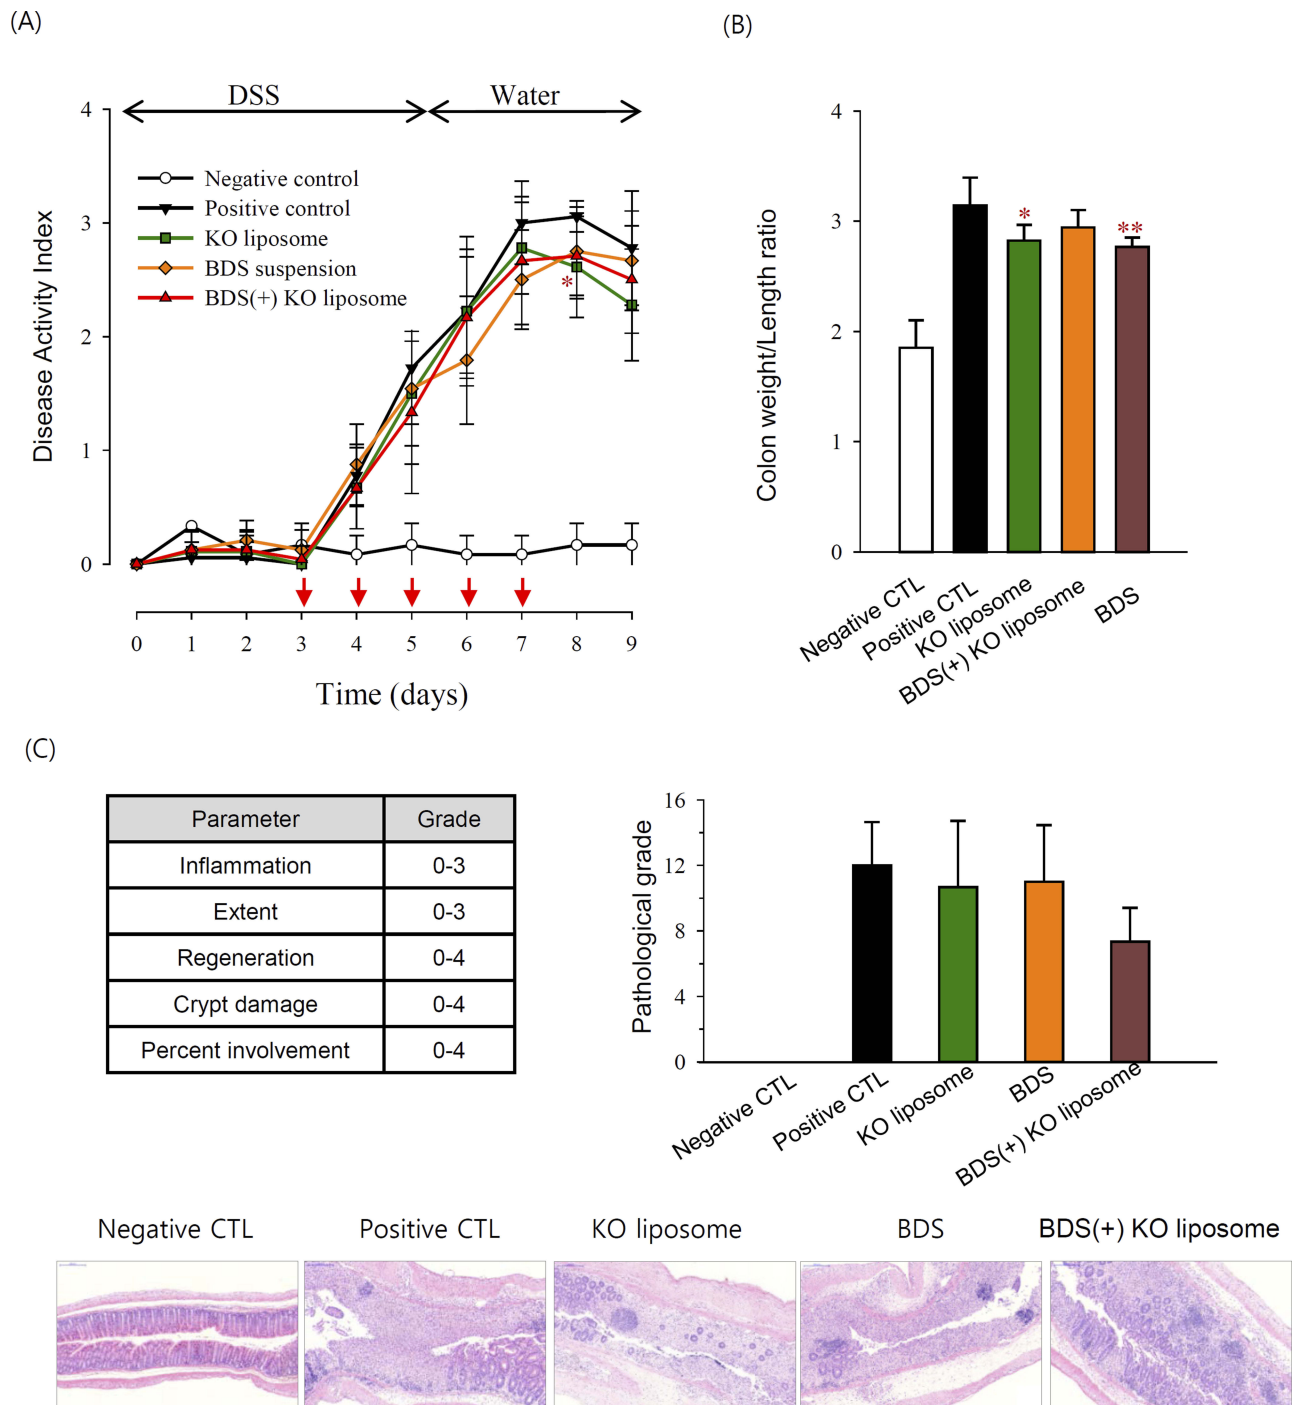 (A)
DSS
Water
4
3
2
1
0
Disease Activity Index
Negative control
Positive control
KO liposome
BDS suspension
BDS(+) KO liposome
*
0 1 2 3 4 5 6 7 8 9
Time (days)
(B)
4
3
2
1
0
Colon weight/Length ratio
*
**
Negative CTL
Positive CTL
KO liposome
BDS(+) KO liposome
BDS
(C)
Parameter Grade
Inflammation 0-3
Extent 0-3
Regeneration 0-4
Crypt damage 0-4
Percent involvement 0-4
16
12
8
4
0
Pathological grade
Negative CTL
Positive CTL
KO liposome
BDS
BDS(+) KO liposome
Negative CTL Positive CTL KO liposome BDS BDS(+) KO liposome